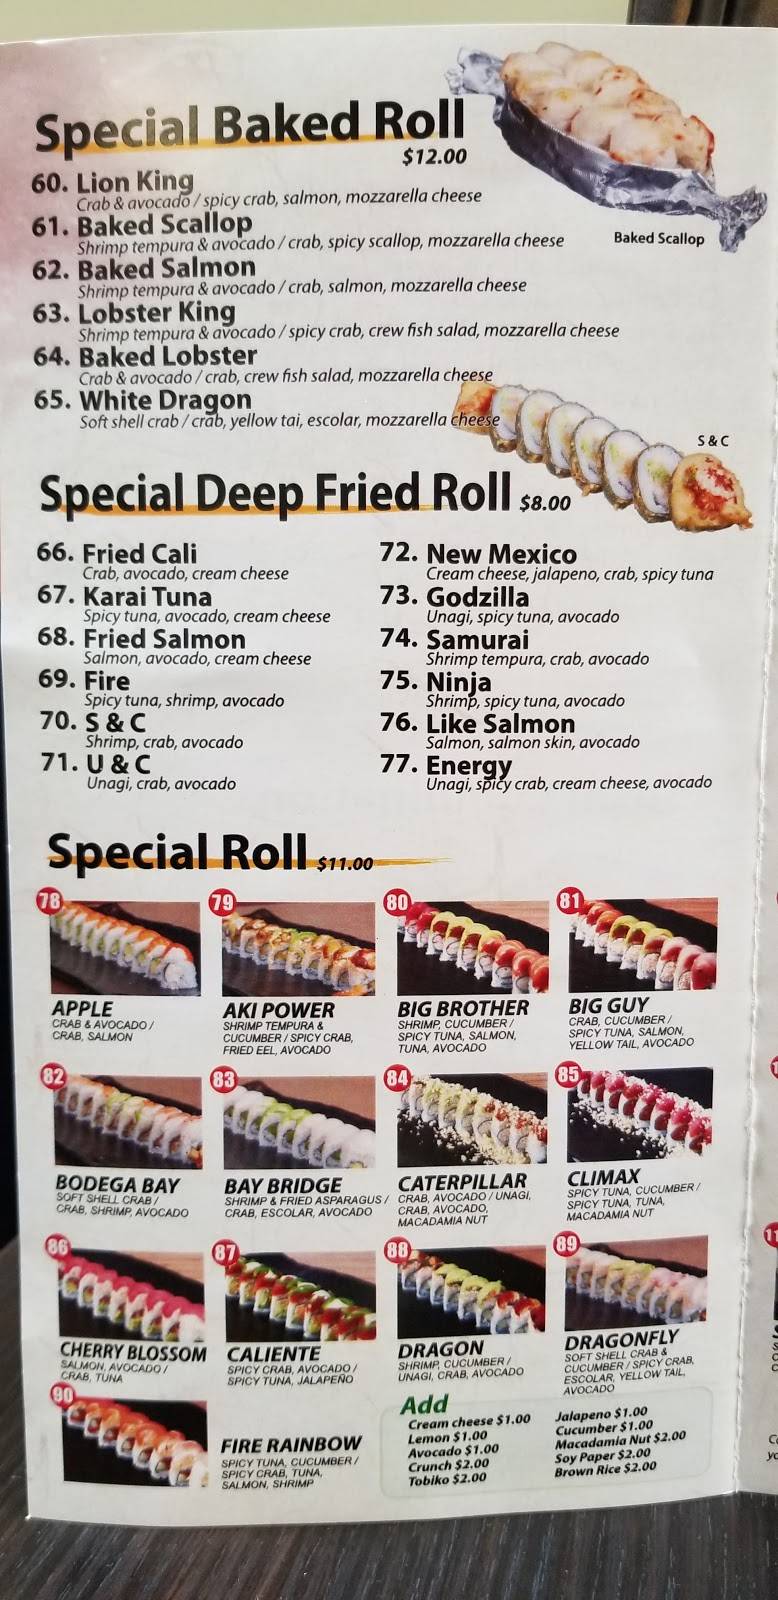 Special Baked Roll
$12.00
60. Lion King
Crab & avocado / spicy crab, salmon, mozzarella cheese
61. Baked Scallop
Shrimp tempura & avocado / crab, spicy scallop, mozzarella cheese
Baked Scallop
62. Baked Salmon
Shrimp tempura & avocado / crab, salmon, mozzarella cheese
63. Lobster King
Shrimp tempura & avocado / spicy crab, crew fish salad, mozzarella cheese
64. Baked Lobster
Crab & avocado / crab, crew fish salad, mozzarella cheese
65. White Dragon
Soft shell crab / crab, yellow tai, escolar, mozzarella cheese
S & C
Special Deep Fried Roll $8.00
66. Fried Cali
Crab, avocado, cream cheese
67. Karai Tuna
Spicy tuna, avocado, cream cheese
68. Fried Salmon
Salmon, avocado, cream cheese
69. Fire
Spicy tuna, shrimp, avocado
70. S & C
Shrimp, crab, avocado
71. U & C
Unagi, crab, avocado
72. New Mexico
Cream cheese, jalapeno, crab, spicy tuna
73. Godzilla
Unagi, spicy tuna, avocado
74. Samurai
Shrimp tempura, crab, avocado
75. Ninja
Shrimp, spicy tuna, avocado
76. Like Salmon
Salmon, salmon skin, avocado
77. Energy
Unagi, spicy crab, cream cheese, avocado
Special Roll $11.00
78
APPLE
CRAB & AVOCADO /
CRAB, SALMON
79
AKI POWER
SHRIMP TEMPURA &
CUCUMBER / SPICY CRAB,
FRIED EEL, AVOCADO
80
BIG BROTHER
SHRIMP, CUCUMBER /
SPICY TUNA, SALMON,
TUNA, AVOCADO
81
BIG GUY
CRAB, CUCUMBER /
SPICY TUNA, SALMON,
YELLOW TAIL, AVOCADO
82
BODEGA BAY
SOFT SHELL CRAB /
CRAB, SHRIMP, AVOCADO
83
BAY BRIDGE
SHRIMP & FRIED ASPARAGUS /
CRAB, ESCOLAR, AVOCADO
84
CATERPILLAR
CRAB, AVOCADO / UNAGI,
CRAB, AVOCADO,
MACADAMIA NUT
85
CLIMAX
SPICY TUNA, CUCUMBER /
SPICY TUNA, TUNA,
MACADAMIA NUT
86
CHERRY BLOSSOM
SALMON, AVOCADO /
CRAB, TUNA
87
CALIENTE
SPICY CRAB, AVOCADO /
SPICY TUNA, JALAPEÑO
88
DRAGON
SHRIMP, CUCUMBER /
UNAGI, CRAB, AVOCADO
89
DRAGONFLY
SOFT SHELL CRAB &
CUCUMBER / SPICY CRAB,
ESCOLAR, YELLOW TAIL,
AVOCADO
90
FIRE RAINBOW
SPICY TUNA, CUCUMBER /
SPICY CRAB, TUNA,
SALMON, SHRIMP
Add
Cream cheese $1.00
Lemon $1.00
Avocado $1.00
Crunch $2.00
Tobiko $2.00
Jalapeno $1.00
Cucumber $1.00
Macadamia Nut $2.00
Soy Paper $2.00
Brown Rice $2.00